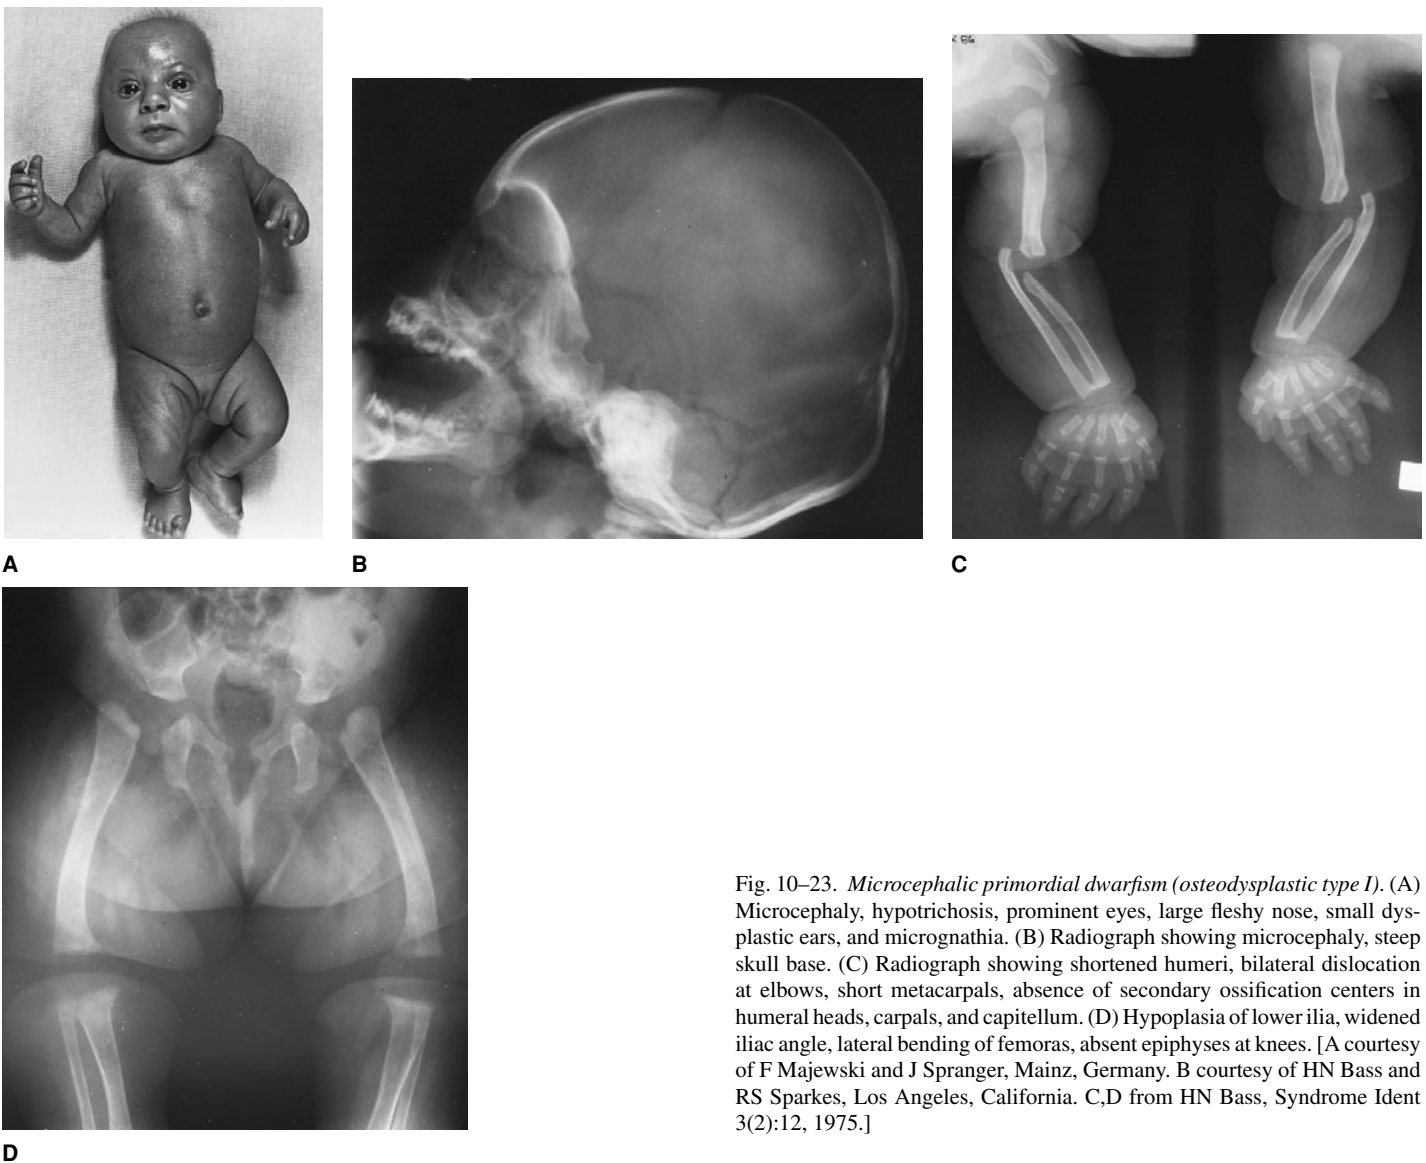 A
B
C
D
Fig. 10–23. Microcephalic primordial dwarfism (osteodysplastic type I). (A)
Microcephaly, hypotrichosis, prominent eyes, large fleshy nose, small dys-
plastic ears, and micrognathia. (B) Radiograph showing microcephaly, steep
skull base. (C) Radiograph showing shortened humeri, bilateral dislocation
at elbows, short metacarpals, absence of secondary ossification centers in
humeral heads, carpals, and capitellum. (D) Hypoplasia of lower ilia, widened
iliac angle, lateral bending of femoras, absent epiphyses at knees. [A courtesy
of F Majewski and J Spranger, Mainz, Germany. B courtesy of HN Bass and
RS Sparkes, Los Angeles, California. C,D from HN Bass, Syndrome Ident
3(2):12, 1975.]